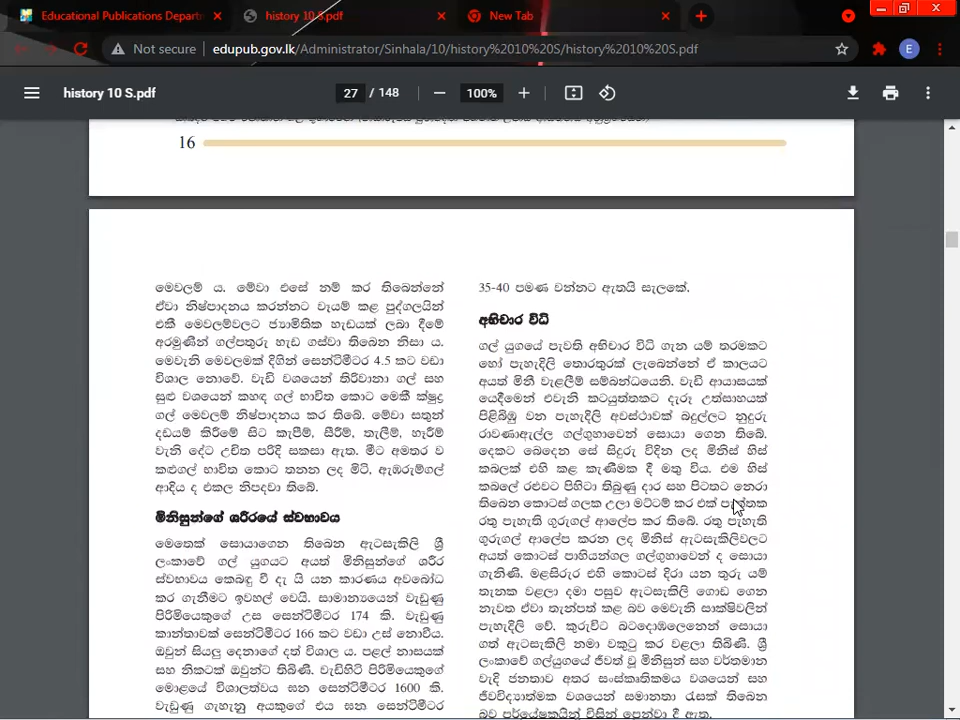 Educational Publications Departm
history 10 S.pdf
New Tab
Not secure
edupub.gov.lk/Administrator/Sinhala/10/history%2010%20S/history%2010%20S.pdf
E
history 10 S.pdf
27 / 148
100%
16
මෙවලම් ය. මේවා එසේ නම් කර තිබෙන්නේ
ඒවා නිෂ්පාදනය කරන්නට වෑයම් කළ පුද්ගලයින්
එකී මෙවලම්වලට ජ්‍යාමිතික හැඩයක් ලබා දීමේ
අරමුණින් ගල්පතුරු හැඩ ගස්වා තිබෙන නිසා ය.
මෙවැනි මෙවලමක් දිගින් සෙන්ටිමීටර 4.5 කට වඩා
විශාල නොවේ. වැඩි වශයෙන් තිරිවානා ගල් සහ
සුළු වශයෙන් කහඳ ගල් භාවිත කොට මෙකී ක්ෂුද්‍ර
ගල් මෙවලම් නිෂ්පාදනය කර තිබේ. මේවා සතුන්
දඩයම් කිරීමේ සිට කැපීම්, සීරීම්, තැලීම්, හෑරීම්
වැනි දේට උචිත පරිදි සකසා ඇත. මීට අමතර ව
කළුගල් භාවිත කොට තනන ලද මිටි, ඇඹරුම්ගල්
ආදිය ද එකල නිපදවා තිබේ.
මිනිසුන්ගේ ශරීරයේ ස්වභාවය
මෙතෙක් සොයාගෙන තිබෙන ඇටසැකිලි ශ්‍රී
ලංකාවේ ගල් යුගයට අයත් මිනිසුන්ගේ ශරීර
ස්වභාවය කෙබඳු වී දැ යි යන කාරණය අවබෝධ
කර ගැනීමට ඉවහල් වෙයි. සාමාන්‍යයෙන් වැඩුණු
පිරිමියෙකුගේ උස සෙන්ටිමීටර 174 කි. වැඩුණු
කාන්තාවක් සෙන්ටිමීටර 166 කට වඩා උස් නොවීය.
ඔවුන් සියලු දෙනාගේ දත් විශාල ය. පළල් නාසයක්
සහ නිකටක් ඔවුන්ට තිබිණි. වැඩිහිටි පිරිමියෙකුගේ
මොළයේ විශාලත්වය ඝන සෙන්ටිමීටර 1600 කි.
වැඩුණු ගැහැනු අයකුගේ එය ඝන සෙන්ටිමීටර
35-40 පමණ වන්නට ඇතයි සැලකේ.
අභිචාර විධි
ගල් යුගයේ පැවති අභිචාර විධි ගැන යම් තරමකට
හෝ පැහැදිලි තොරතුරක් ලැබෙන්නේ ඒ කාලයට
අයත් මිනී වැළලීම් සම්බන්ධයෙනි. වැඩි ආයාසයක්
යෙදීමෙන් එවැනි කටයුත්තකට දැරූ උත්සාහයක්
පිළිබිඹු වන පැහැදිලි අවස්ථාවක් බදුල්ලට නුදුරු
රාවණාඇල්ල ගල්ගුහාවෙන් සොයා ගෙන තිබේ.
දෙකට බෙදෙන සේ සිදුරු විදින ලද මිනිස් හිස්
කබලක් එහි කළ කැණීමක දී මතු විය. එම හිස්
කබලේ රළුවට පිහිටා තිබුණු දාර සහ පිටතට නෙරා
තිබෙන කොටස් ගලක උලා මට්ටම් කර එක් පැත්තක
රතු පැහැති ගුරුගල් ආලේප කර තිබේ. රතු පැහැති
ගුරුගල් ආලේප කරන ලද මිනිස් ඇටසැකිලිවලට
අයත් කොටස් පාහියන්ගල ගල්ගුහාවෙන් ද සොයා
ගැනිණි. මළසිරුර එහි කොටස් දිරා යන තුරු යම්
තැනක වළලා දමා පසුව ඇටසැකිලි ගොඩ ගෙන
නැවත ඒවා තැන්පත් කළ බව මෙවැනි සාක්ෂිවලින්
පැහැදිලි වේ. කුරුවිට බටදොඹලෙනෙන් සොයා
ගත් ඇටසැකිලි නමා වකුටු කර වළලා තිබිණි. ශ්‍රී
ලංකාවේ ගල්යුගයේ ජීවත් වූ මිනිසුන් සහ වර්තමාන
වැදි ජනතාව අතර සංස්කෘතිකමය වශයෙන් සහ
ජීවවිද්‍යාත්මක වශයෙන් සමානතා රැසක් තිබෙන
බව පර්යේෂකයින් විසින් පෙන්වා දී ඇත.